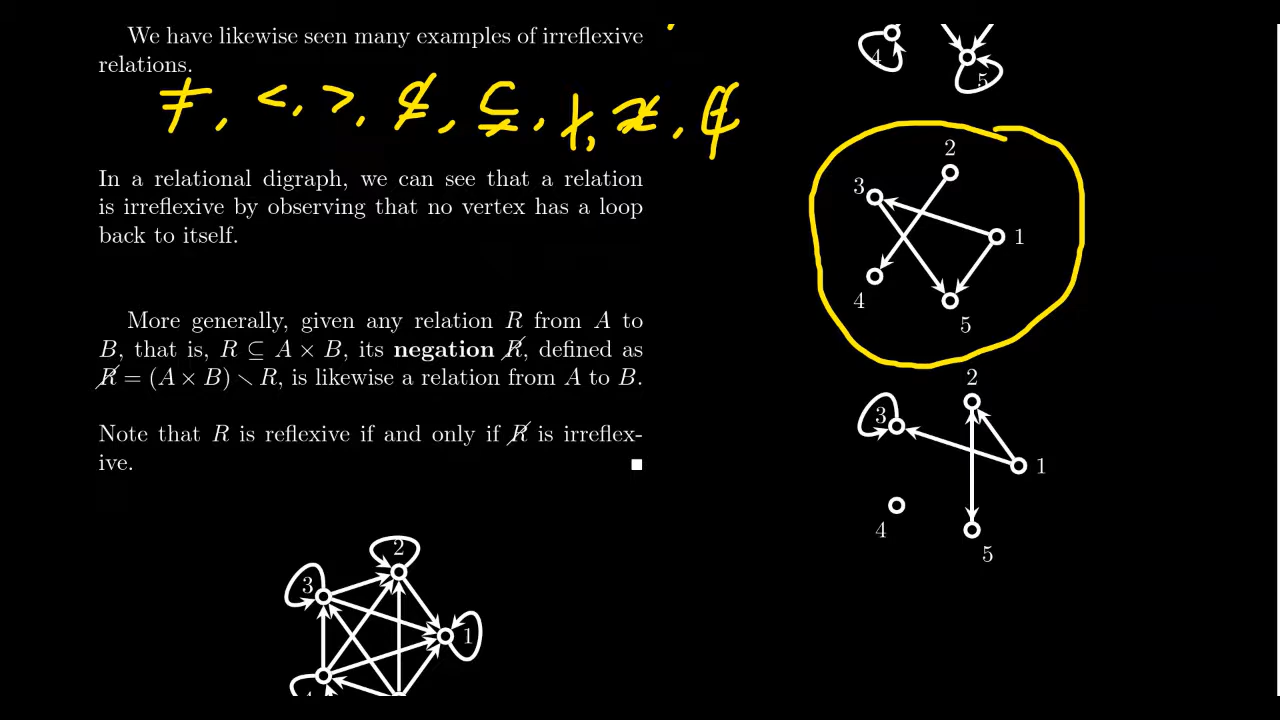 We have likewise seen many examples of irreflexive
relations.
≠, <, >, ⊄, ⊊, ∤, ≉, ∉
In a relational digraph, we can see that a relation
is irreflexive by observing that no vertex has a loop
back to itself.
More generally, given any relation R from A to
B, that is, R ⊆ A × B, its negation R̸, defined as
R̸ = (A × B) ∖ R, is likewise a relation from A to B.
Note that R is reflexive if and only if R̸ is irreflex-
ive.
4
5
2
3
1
4
5
2
3
1
4
5
2
3
1